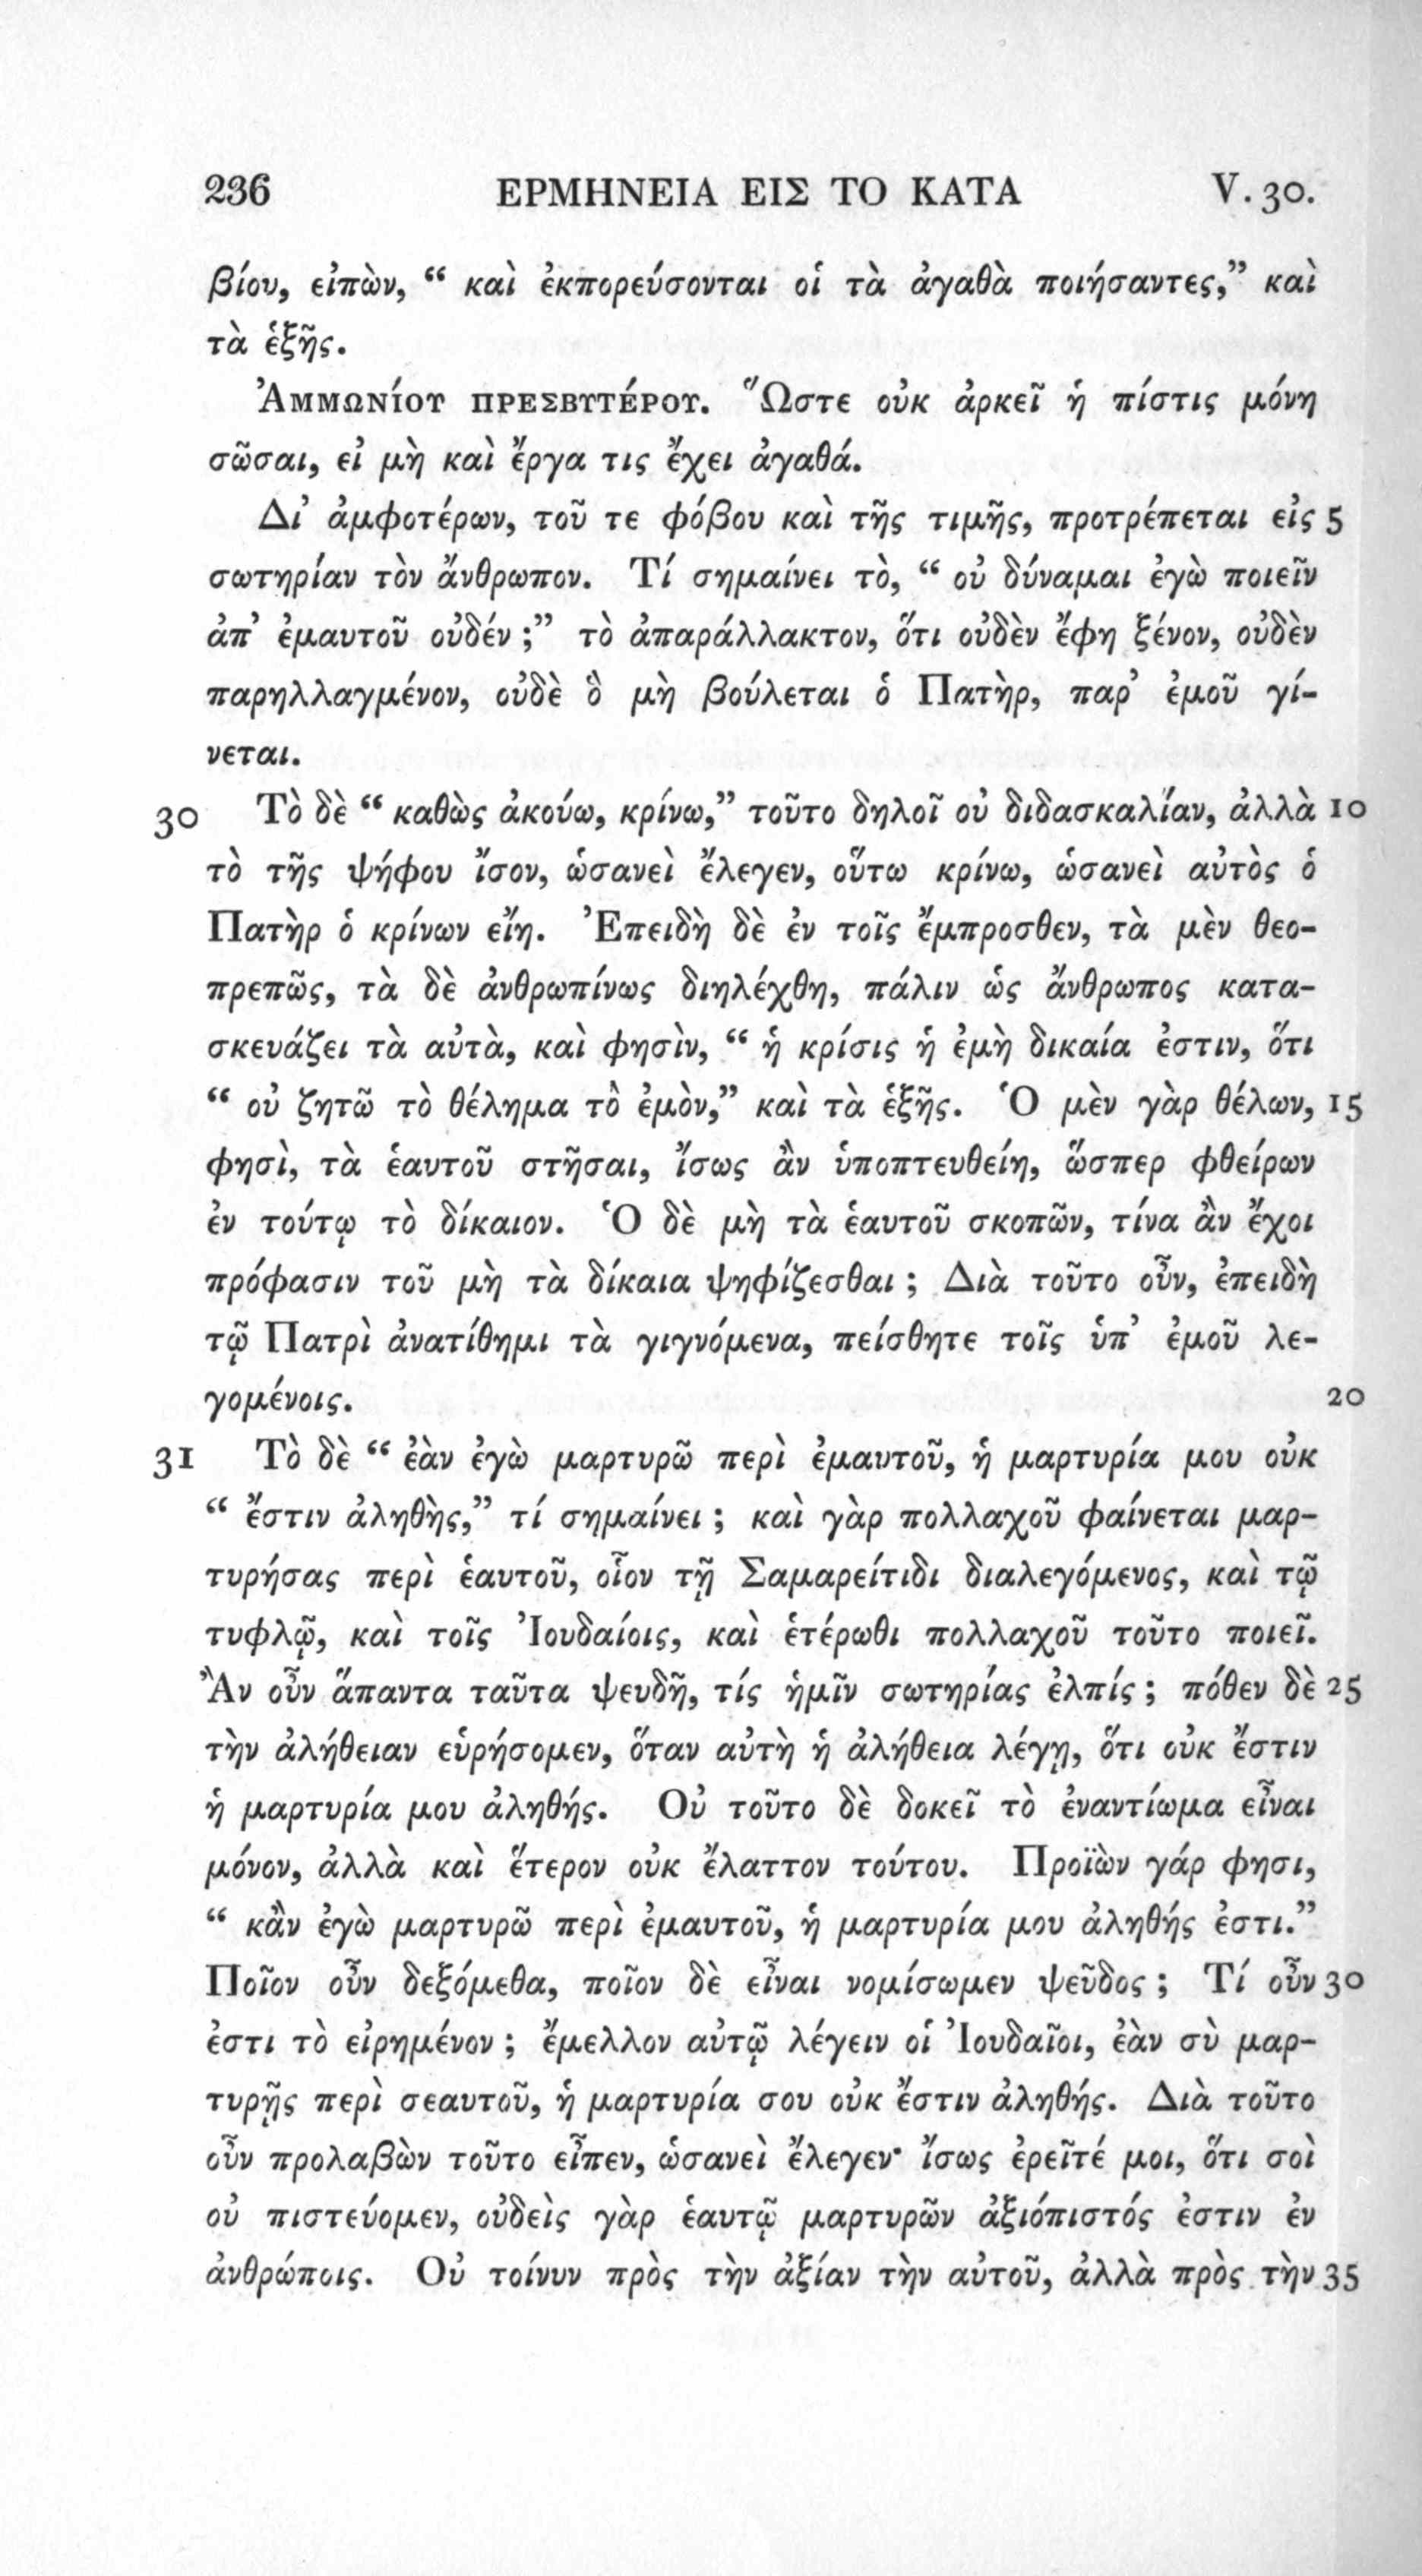 236 ΕΡΜΗΝΕΙΑ ΕΙΣ ΤΟ ΚΑΤΑ V. 30.
βίου, εἰπὼν, “ καὶ ἐκπορεύσονται οἱ τὰ ἀγαθὰ ποιήσαντες,” καὶ
τὰ ἑξῆς.
Ἀμμωνίου πρεσβυτέρου. Ὥστε οὐκ ἀρκεῖ ἡ πίστις μόνη
σῶσαι, εἰ μὴ καὶ ἔργα τις ἔχει ἀγαθά.
Δι’ ἀμφοτέρων, τοῦ τε φόβου καὶ τῆς τιμῆς, προτρέπεται εἰς 5
σωτηρίαν τὸν ἄνθρωπον. Τί σημαίνει τὸ, “ οὐ δύναμαι ἐγὼ ποιεῖν
ἀπ’ ἐμαυτοῦ οὐδέν ;” τὸ ἀπαράλλακτον, ὅτι οὐδὲν ἔφη ξένον, οὐδὲν
παρηλλαγμένον, οὐδὲ ὃ μὴ βούλεται ὁ Πατὴρ, παρ’ ἐμοῦ γί-
νεται.
30 Τὸ δὲ “ καθὼς ἀκούω, κρίνω,” τοῦτο δηλοῖ οὐ διδασκαλίαν, ἀλλὰ 10
τὸ τῆς ψήφου ἴσον, ὡσανεὶ ἔλεγεν, οὕτω κρίνω, ὡσανεὶ αὐτὸς ὁ
Πατὴρ ὁ κρίνων εἴη. Ἐπειδὴ δὲ ἐν τοῖς ἔμπροσθεν, τὰ μὲν θεο-
πρεπῶς, τὰ δὲ ἀνθρωπίνως διηλέχθη, πάλιν ὡς ἄνθρωπος κατα-
σκευάζει τὰ αὐτὰ, καὶ φησὶν, “ ἡ κρίσις ἡ ἐμὴ δικαία ἐστιν, ὅτι
“ οὐ ζητῶ τὸ θέλημα τὸ ἐμὸν,” καὶ τὰ ἑξῆς. Ὁ μὲν γὰρ θέλων, 15
φησὶ, τὰ ἑαυτοῦ στῆσαι, ἴσως ἂν ὑποπτευθείη, ὥσπερ φθείρων
ἐν τούτῳ τὸ δίκαιον. Ὁ δὲ μὴ τὰ ἑαυτοῦ σκοπῶν, τίνα ἂν ἔχοι
πρόφασιν τοῦ μὴ τὰ δίκαια ψηφίζεσθαι ; Διὰ τοῦτο οὖν, ἐπειδὴ
τῷ Πατρὶ ἀνατίθημι τὰ γιγνόμενα, πείσθητε τοῖς ὑπ’ ἐμοῦ λε-
γομένοις. 20
31 Τὸ δὲ “ ἐὰν ἐγὼ μαρτυρῶ περὶ ἐμαυτοῦ, ἡ μαρτυρία μου οὐκ
“ ἔστιν ἀληθὴς,” τί σημαίνει ; καὶ γὰρ πολλαχοῦ φαίνεται μαρ-
τυρήσας περὶ ἑαυτοῦ, οἷον τῇ Σαμαρείτιδι διαλεγόμενος, καὶ τῷ
τυφλῷ, καὶ τοῖς Ἰουδαίοις, καὶ ἑτέρωθι πολλαχοῦ τοῦτο ποιεῖ.
Ἂν οὖν ἅπαντα ταῦτα ψευδῆ, τίς ἡμῖν σωτηρίας ἐλπίς ; πόθεν δὲ 25
τὴν ἀλήθειαν εὑρήσομεν, ὅταν αὐτὴ ἡ ἀλήθεια λέγῃ, ὅτι οὐκ ἔστιν
ἡ μαρτυρία μου ἀληθής. Οὐ τοῦτο δὲ δοκεῖ τὸ ἐναντίωμα εἶναι
μόνον, ἀλλὰ καὶ ἕτερον οὐκ ἔλαττον τούτου. Προϊὼν γάρ φησι,
“ κἂν ἐγὼ μαρτυρῶ περὶ ἐμαυτοῦ, ἡ μαρτυρία μου ἀληθής ἐστι.”
Ποῖον οὖν δεξόμεθα, ποῖον δὲ εἶναι νομίσωμεν ψεῦδος ; Τί οὖν 30
ἐστι τὸ εἰρημένον ; ἔμελλον αὐτῷ λέγειν οἱ Ἰουδαῖοι, ἐὰν σὺ μαρ-
τυρῇς περὶ σεαυτοῦ, ἡ μαρτυρία σου οὐκ ἔστιν ἀληθής. Διὰ τοῦτο
οὖν προλαβὼν τοῦτο εἶπεν, ὡσανεὶ ἔλεγεν· ἴσως ἐρεῖτέ μοι, ὅτι σοὶ
οὐ πιστεύομεν, οὐδεὶς γὰρ ἑαυτῷ μαρτυρῶν ἀξιόπιστός ἐστιν ἐν
ἀνθρώποις. Οὐ τοίνυν πρὸς τὴν ἀξίαν τὴν αὐτοῦ, ἀλλὰ πρὸς τὴν 35